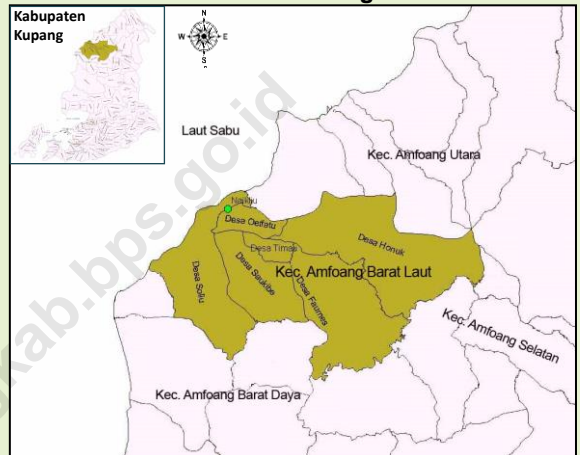 Kabupaten
Kupang
N
W
E
S
Laut Sabu
Kec. Amfoang Utara
Desa Oelfatu
Desa Honuk
Desa Timau
Desa Soliu
Desa Saukibe
Desa Faumes
Kec. Amfoang Barat Laut
Kec. Amfoang Selatan
Kec. Amfoang Barat Daya
kab.bps.go.id